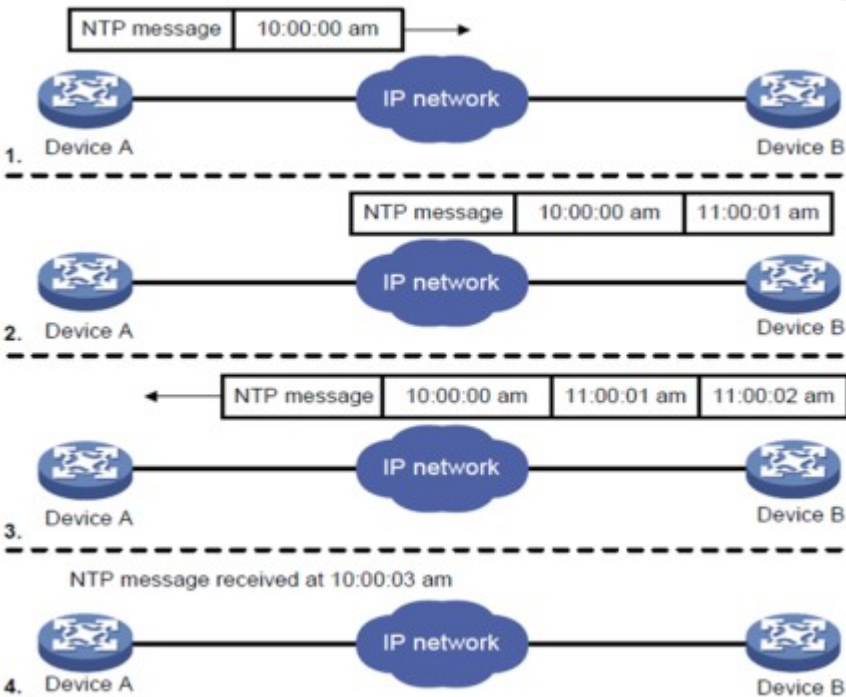 NTP message 10:00:00 am
IP network
1. Device A Device B
NTP message 10:00:00 am 11:00:01 am
IP network
2. Device A Device B
NTP message 10:00:00 am 11:00:01 am 11:00:02 am
IP network
3. Device A Device B
NTP message received at 10:00:03 am
IP network
4. Device A Device B